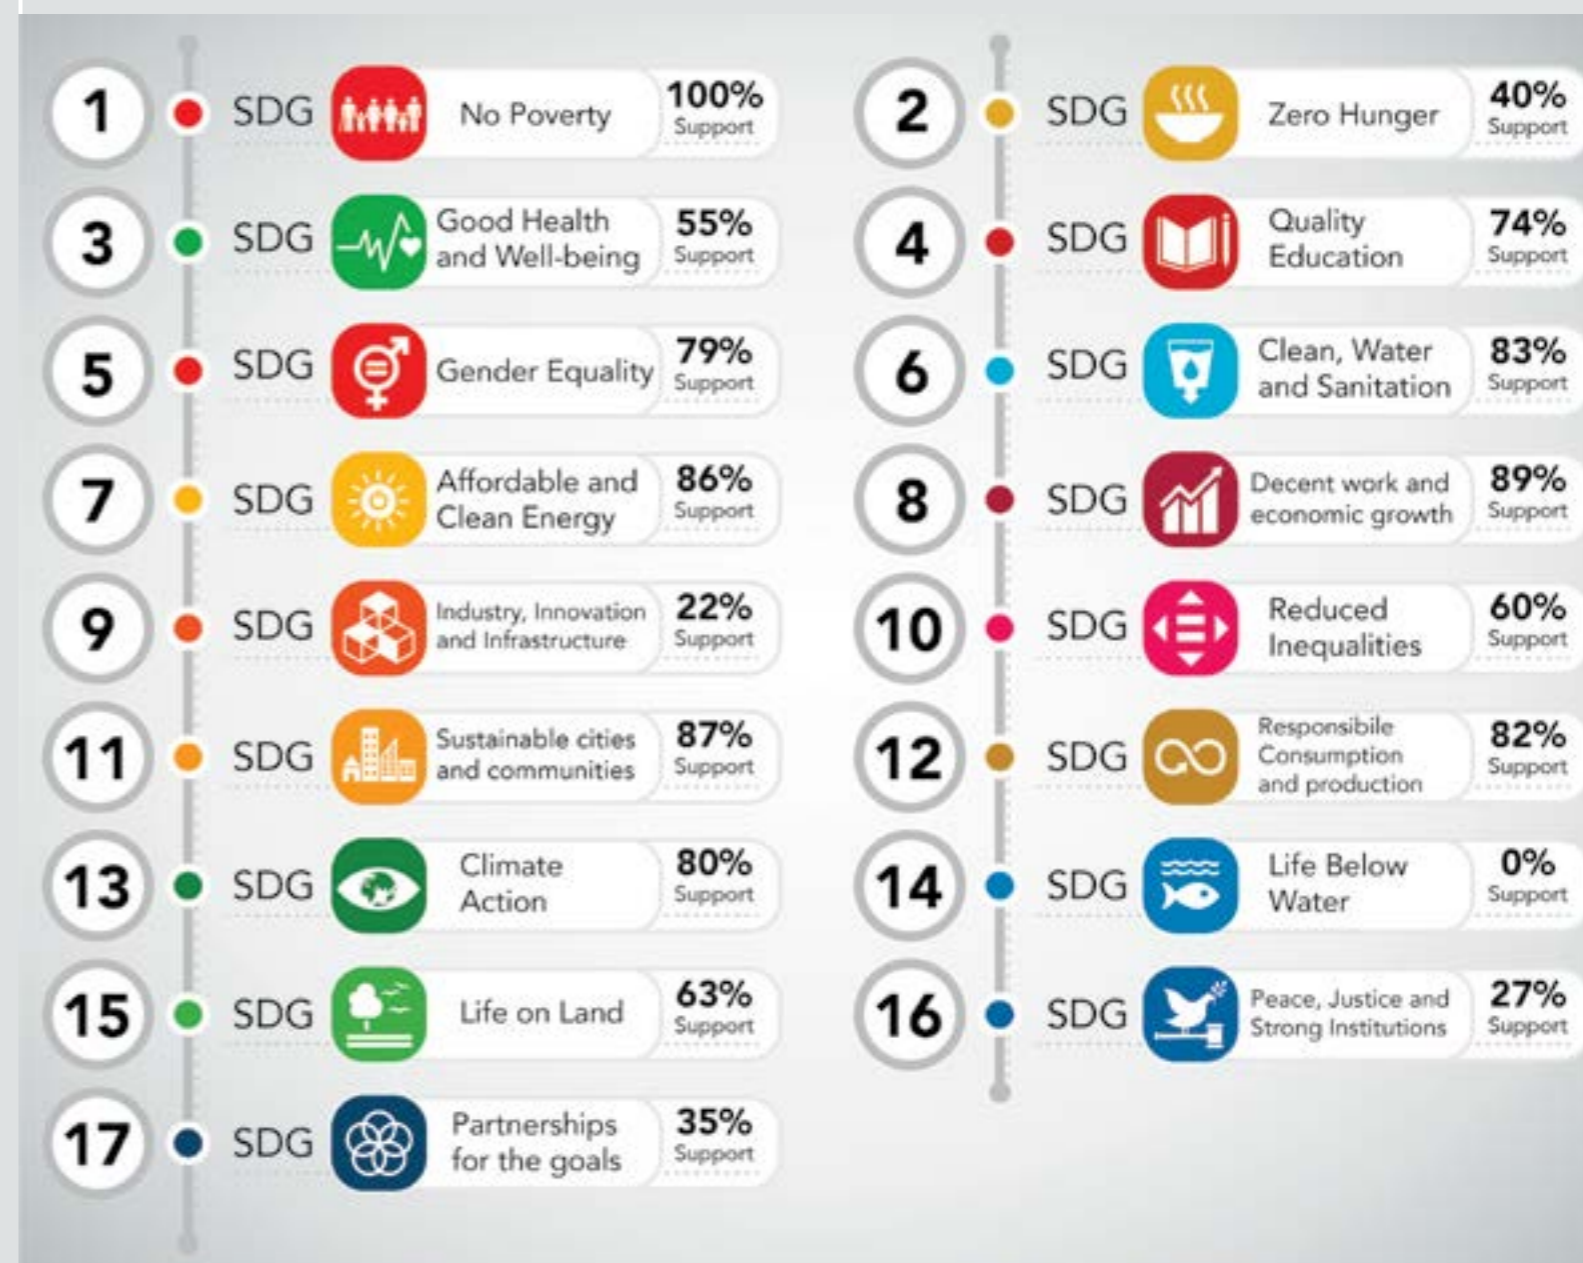 1
SDG
No Poverty
100%
Support
2
SDG
Zero Hunger
40%
Support
3
SDG
Good Health
and Well-being
55%
Support
4
SDG
Quality
Education
74%
Support
5
SDG
Gender Equality
79%
Support
6
SDG
Clean, Water
and Sanitation
83%
Support
7
SDG
Affordable and
Clean Energy
86%
Support
8
SDG
Decent work and
economic growth
89%
Support
9
SDG
Industry, Innovation
and Infrastructure
22%
Support
10
SDG
Reduced
Inequalities
60%
Support
11
SDG
Sustainable cities
and communities
87%
Support
12
SDG
Responsibile
Consumption
and production
82%
Support
13
SDG
Climate
Action
80%
Support
14
SDG
Life Below
Water
0%
Support
15
SDG
Life on Land
63%
Support
16
SDG
Peace, Justice and
Strong Institutions
27%
Support
17
SDG
Partnerships
for the goals
35%
Support